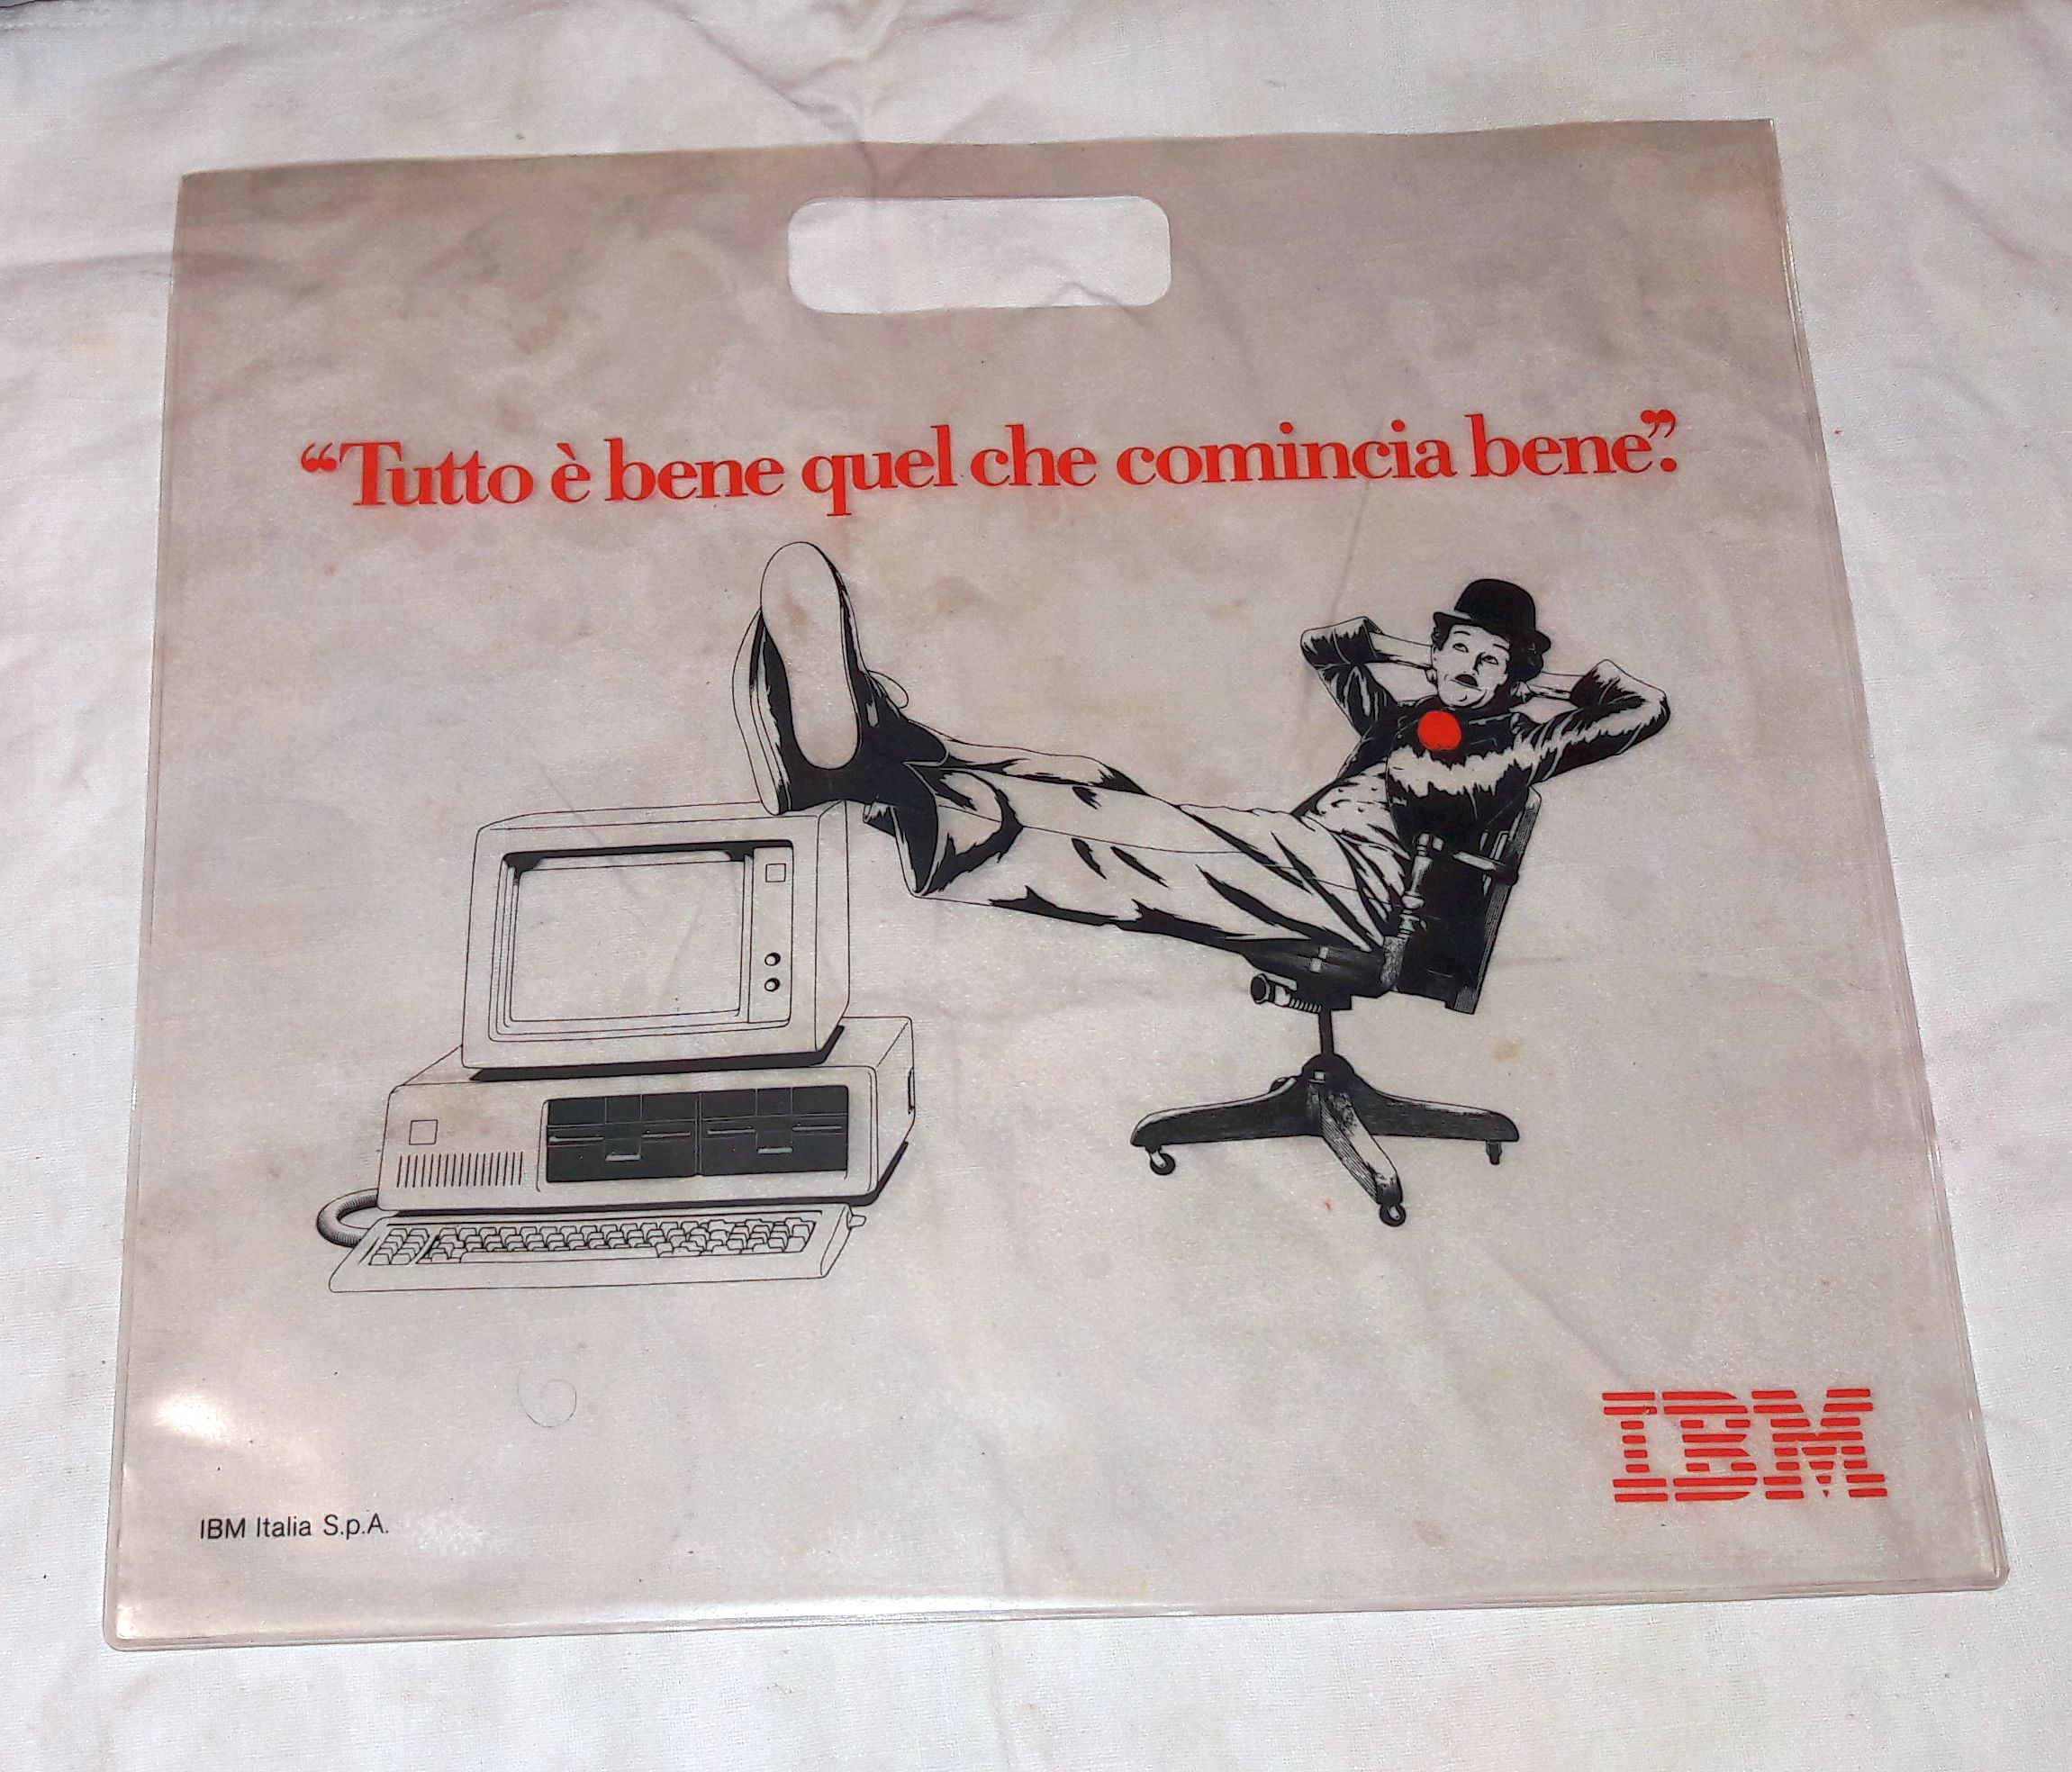 “Tutto è bene quel che comincia bene”.
IBM
IBM Italia S.p.A.